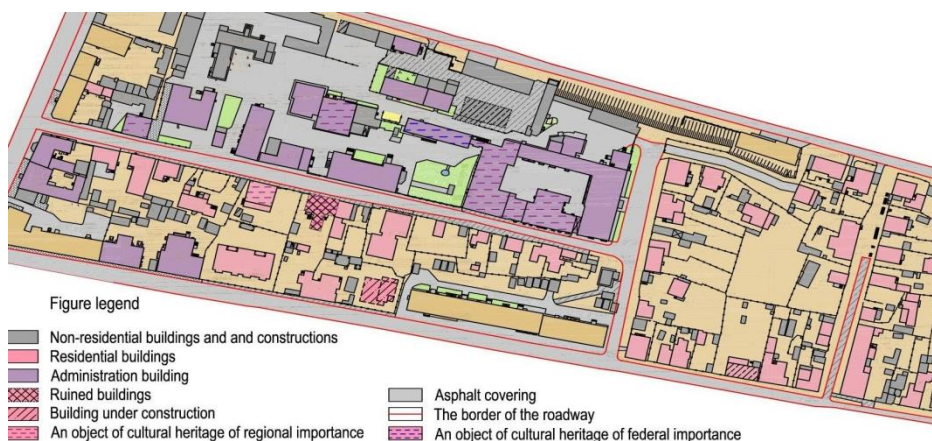 Figure legend
Non-residential buildings and and constructions
Residential buildings
Administration building
Ruined buildings
Building under construction
An object of cultural heritage of regional importance
Asphalt covering
The border of the roadway
An object of cultural heritage of federal importance